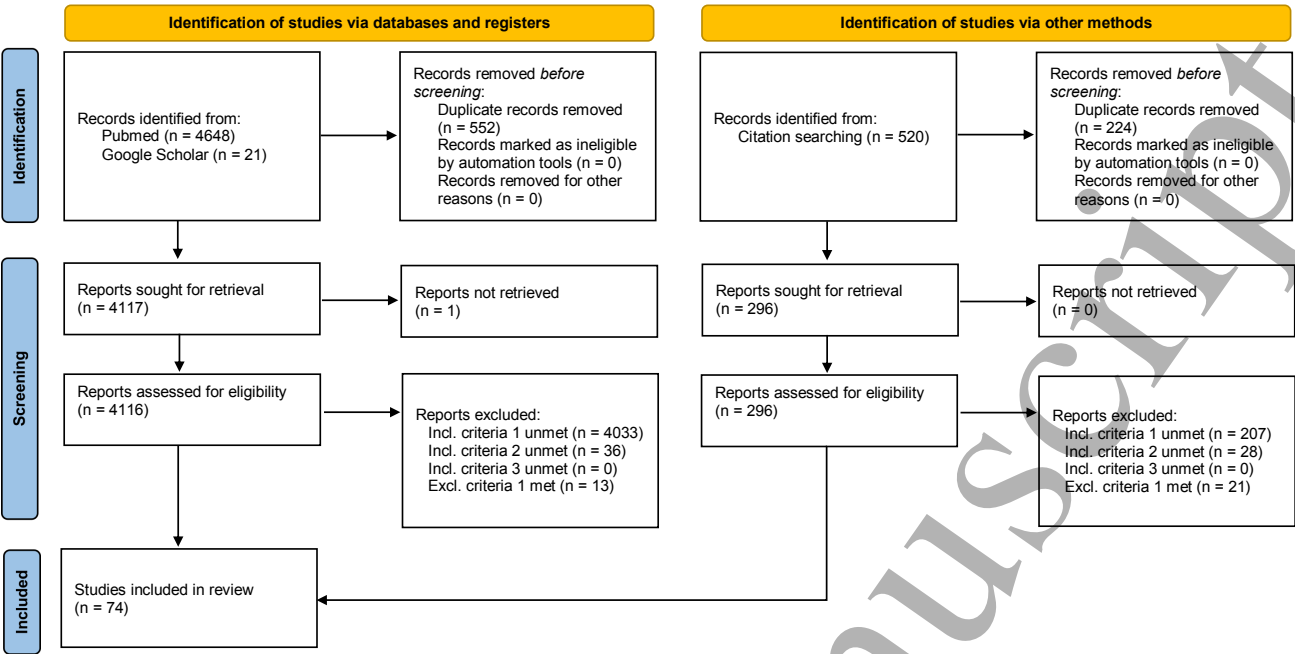 Identification of studies via databases and registers
Identification of studies via other methods
Identification
Records identified from:
Pubmed (n = 4648)
Google Scholar (n = 21)
Records removed before
screening:
Duplicate records removed
(n = 552)
Records marked as ineligible
by automation tools (n = 0)
Records removed for other
reasons (n = 0)
Records identified from:
Citation searching (n = 520)
Records removed before
screening:
Duplicate records removed
(n = 224)
Records marked as ineligible
by automation tools (n = 0)
Records removed for other
reasons (n = 0)
Screening
Reports sought for retrieval
(n = 4117)
Reports not retrieved
(n = 1)
Reports sought for retrieval
(n = 296)
Reports not retrieved
(n = 0)
Reports assessed for eligibility
(n = 4116)
Reports excluded:
Incl. criteria 1 unmet (n = 4033)
Incl. criteria 2 unmet (n = 36)
Incl. criteria 3 unmet (n = 0)
Excl. criteria 1 met (n = 13)
Reports assessed for eligibility
(n = 296)
Reports excluded:
Incl. criteria 1 unmet (n = 207)
Incl. criteria 2 unmet (n = 28)
Incl. criteria 3 unmet (n = 0)
Excl. criteria 1 met (n = 21)
Included
Studies included in review
(n = 74)
uscript